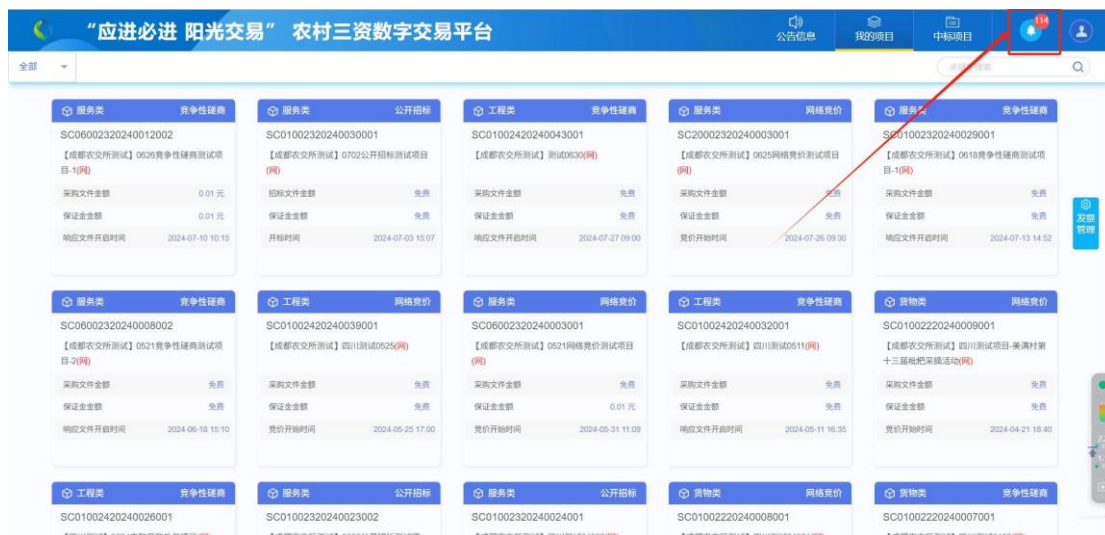 “应进必进 阳光交易” 农村三资数字交易平台
公告信息
我的项目
中标项目
114
全部
服务类 竞争性磋商
SC06002320240012002
【成都农交所测试】0626竞争性磋商测试项
目-1(网)
采购文件金额 0.01 元
保证金金额 0.01 元
响应文件开启时间 2024-07-10 10:15
服务类 公开招标
SC01002320240030001
【成都农交所测试】0702公开招标测试项目
(网)
招标文件金额 免费
保证金金额 免费
开标时间 2024-07-03 15:07
工程类 竞争性磋商
SC01002420240043001
【成都农交所测试】测试0630(网)
采购文件金额 免费
保证金金额 免费
响应文件开启时间 2024-07-27 09:00
服务类 网络竞价
SC20002320240003001
【成都农交所测试】0625网络竞价测试项目
(网)
采购文件金额 免费
保证金金额 免费
竞价开始时间 2024-07-26 09:30
服务类 竞争性磋商
SC01002320240029001
【成都农交所测试】0618竞争性磋商测试项
目-1(网)
采购文件金额 免费
保证金金额 免费
响应文件开启时间 2024-07-13 14:52
发票
管理
服务类 竞争性磋商
SC06002320240008002
【成都农交所测试】0521竞争性磋商测试项
目-2(网)
采购文件金额 免费
保证金金额 免费
响应文件开启时间 2024-06-16 15:10
工程类 网络竞价
SC01002420240039001
【成都农交所测试】四川测试0525(网)
采购文件金额 免费
保证金金额 免费
竞价开始时间 2024-05-25 17:00
服务类 网络竞价
SC06002320240003001
【成都农交所测试】0521网络竞价测试项目
(网)
采购文件金额 免费
保证金金额 0.01 元
竞价开始时间 2024-05-31 11:09
工程类 竞争性磋商
SC01002420240032001
【成都农交所测试】四川测试0511(网)
采购文件金额 免费
保证金金额 免费
响应文件开启时间 2024-05-11 16:35
货物类 网络竞价
SC01002220240009001
【成都农交所测试】四川测试项目-美满村第
十三届枇杷采摘活动(网)
采购文件金额 免费
保证金金额 免费
竞价开始时间 2024-04-21 18:40
工程类 竞争性磋商
SC01002420240026001
服务类 公开招标
SC01002320240023002
服务类 公开招标
SC01002320240024001
货物类 网络竞价
SC01002220240008001
货物类 竞争性磋商
SC01002220240007001